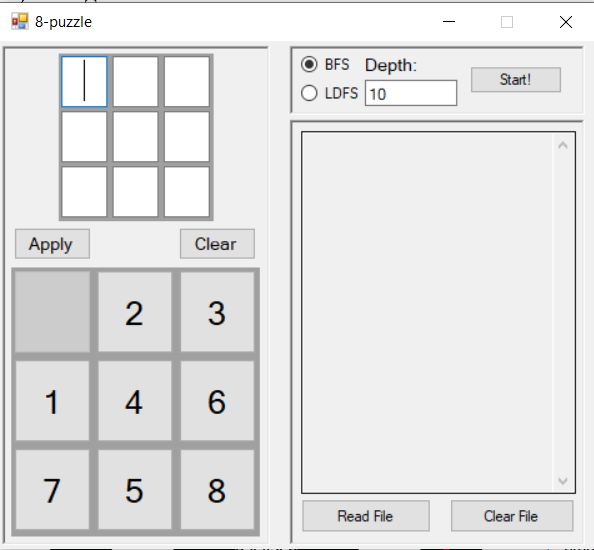 8-puzzle
BFS Depth:
LDFS 10
Start!
Apply Clear
2 3
1 4 6
7 5 8
Read File Clear File